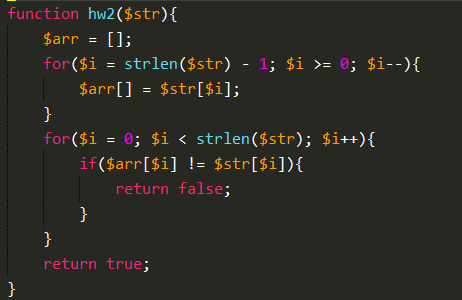 function hw2($str){
    $arr = [];
    for($i = strlen($str) - 1; $i >= 0; $i--){
        $arr[] = $str[$i];
    }
    for($i = 0; $i < strlen($str); $i++){
        if($arr[$i] != $str[$i]){
            return false;
        }
    }
    return true;
}